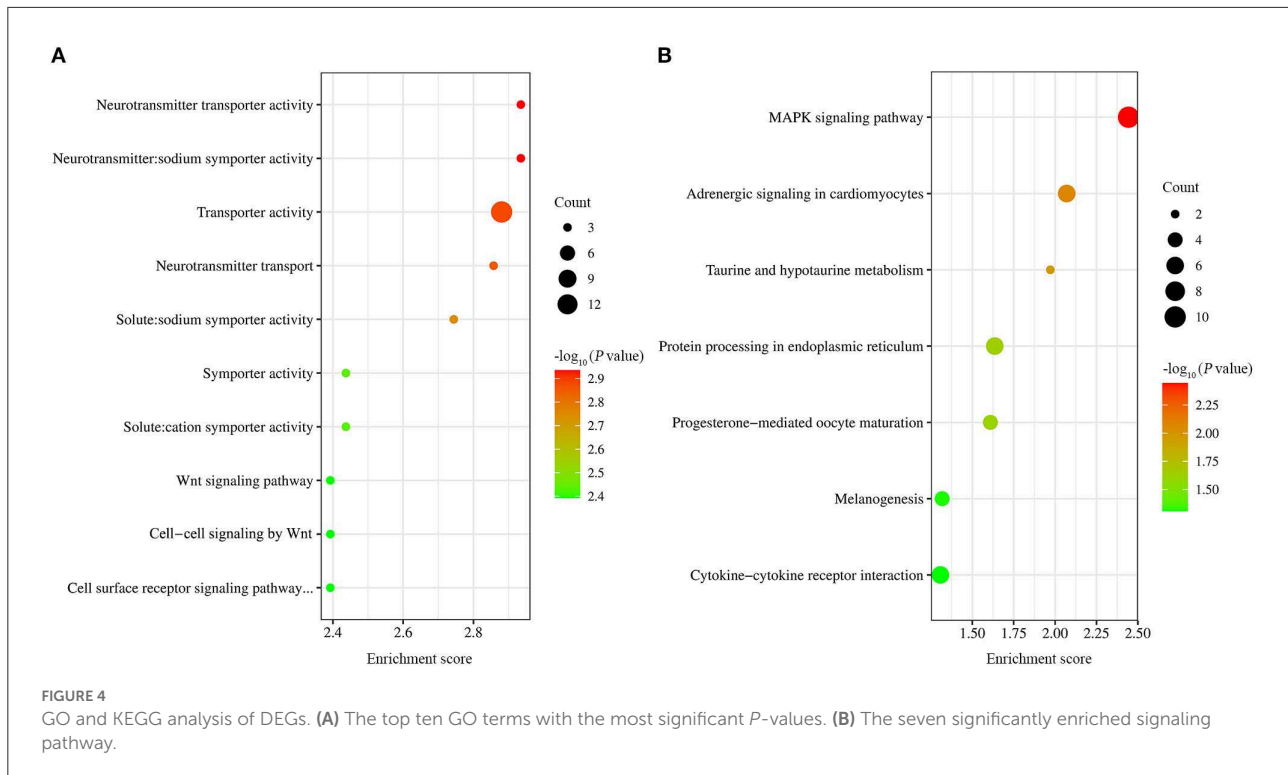 A
Neurotransmitter transporter activity
Neurotransmitter:sodium symporter activity
Transporter activity
Neurotransmitter transport
Solute:sodium symporter activity
Symporter activity
Solute:cation symporter activity
Wnt signaling pathway
Cell−cell signaling by Wnt
Cell surface receptor signaling pathway...
2.4 2.6 2.8
Enrichment score
Count
3
6
9
12
-log10 (P value)
2.9
2.8
2.7
2.6
2.5
2.4
B
MAPK signaling pathway
Adrenergic signaling in cardiomyocytes
Taurine and hypotaurine metabolism
Protein processing in endoplasmic reticulum
Progesterone−mediated oocyte maturation
Melanogenesis
Cytokine−cytokine receptor interaction
1.50 1.75 2.00 2.25 2.50
Enrichment score
Count
2
4
6
8
10
-log10 (P value)
2.25
2.00
1.75
1.50
FIGURE 4
GO and KEGG analysis of DEGs. (A) The top ten GO terms with the most significant P-values. (B) The seven significantly enriched signaling
pathway.